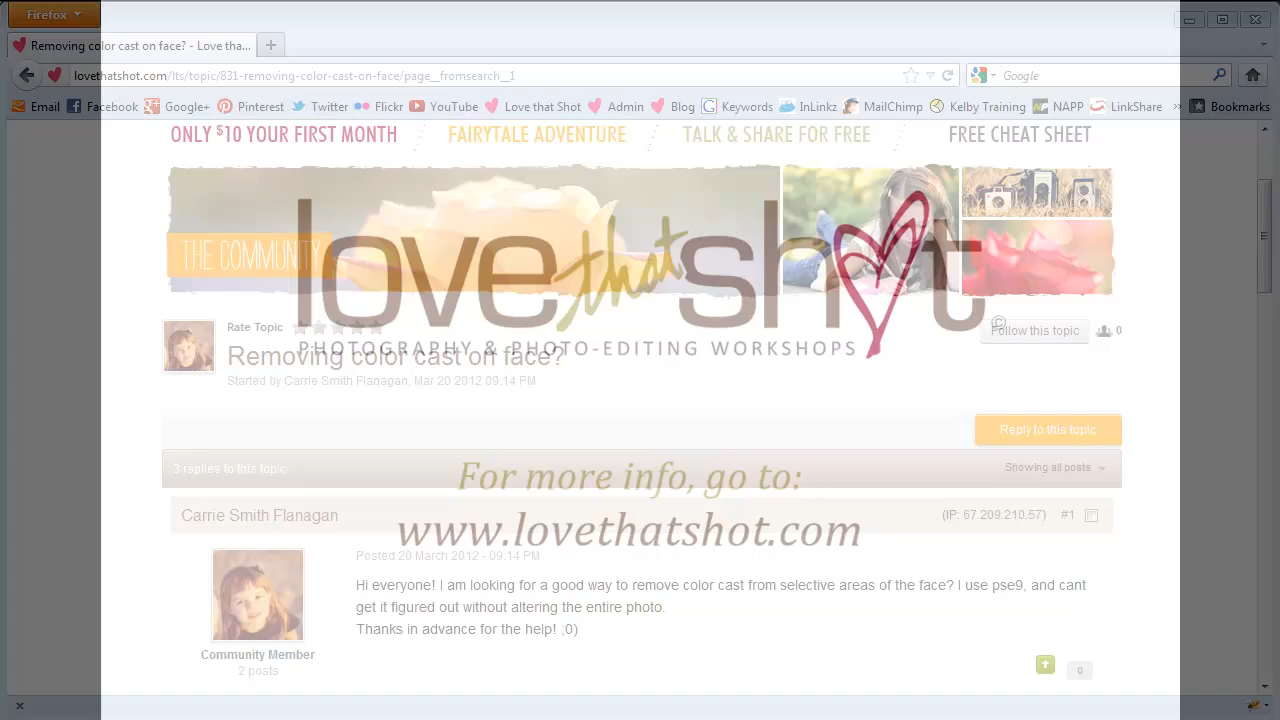 Firefox
Removing color cast on face? - Love tha...
lovethatshot.com/lts/topic/831-removing-color-cast-on-face/page__fromsearch__1
Google
Email Facebook Google+ Pinterest Twitter Flickr YouTube Love that Shot Admin Blog Keywords InLinkz MailChimp Kelby Training NAPP LinkShare » Bookmarks
ONLY $10 YOUR FIRST MONTH FAIRYTALE ADVENTURE TALK & SHARE FOR FREE FREE CHEAT SHEET
THE COMMUNITY
love that shot ©
PHOTOGRAPHY & PHOTO-EDITING WORKSHOPS
Rate Topic
Follow this topic 0
Removing color cast on face?
Started by Carrie Smith Flanagan, Mar 20 2012 09:14 PM
Reply to this topic
3 replies to this topic
Showing all posts
For more info, go to:
www.lovethatshot.com
Carrie Smith Flanagan
(IP: 67.209.210.57) #1
Posted 20 March 2012 - 09:14 PM
Hi everyone! I am looking for a good way to remove color cast from selective areas of the face? I use pse9, and cant
get it figured out without altering the entire photo.
Thanks in advance for the help! ;0)
Community Member
2 posts
0